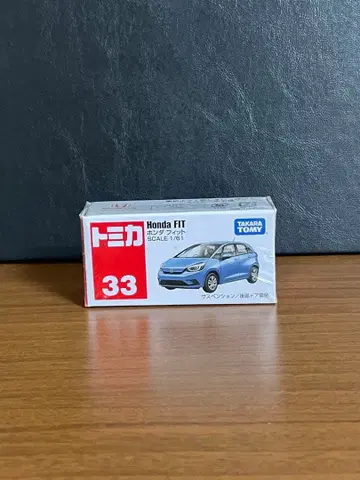 トミカ
33
Honda FIT
ホンダ フィット
SCALE 1/61
TAKARA
TOMY
サスペンション/後部ドア開閉